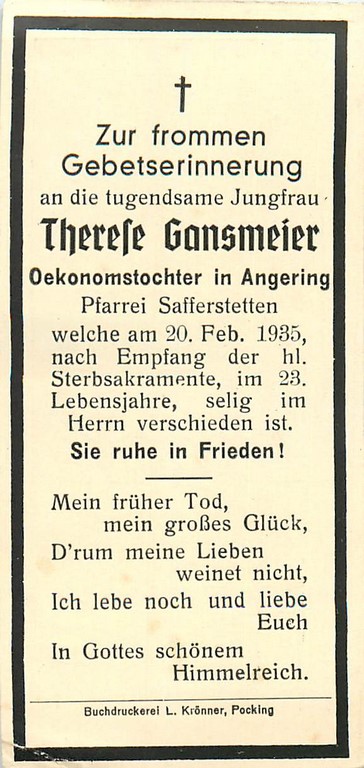 Zur frommen
Gebetserinnerung
an die tugendsame Jungfrau
Therese Gansmeier
Oekonomstochter in Angering
Pfarrei Safferstetten
welche am 20. Feb. 1935,
nach Empfang der hl.
Sterbsakramente, im 23.
Lebensjahre, selig im
Herrn verschieden ist.
Sie ruhe in Frieden!
Mein früher Tod,
mein großes Glück,
D'rum meine Lieben
weinet nicht,
Ich lebe noch und liebe
Euch
In Gottes schönem
Himmelreich.
Buchdruckerei L. Krönner, Pocking